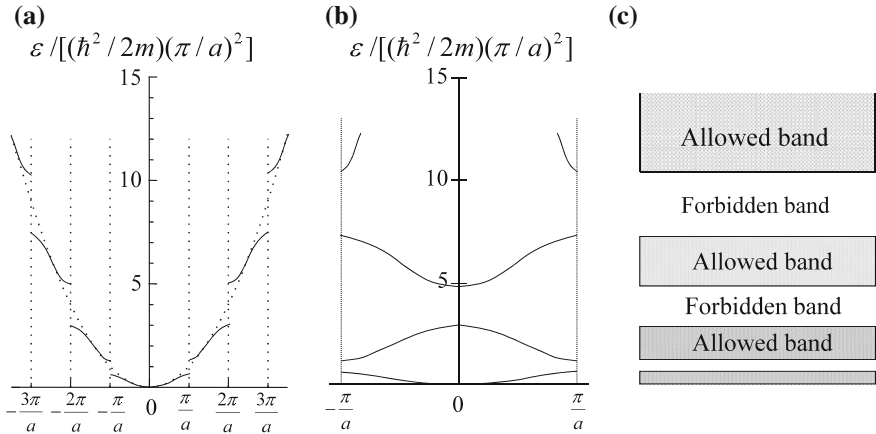 (a)
ε /[(ħ² / 2m)(π / a)²]
15
10
5
−3π/a −2π/a −π/a 0 π/a 2π/a 3π/a
(b)
ε /[(ħ² / 2m)(π / a)²]
15
10
5
−π/a 0 π/a
(c)
Allowed band
Forbidden band
Allowed band
Forbidden band
Allowed band